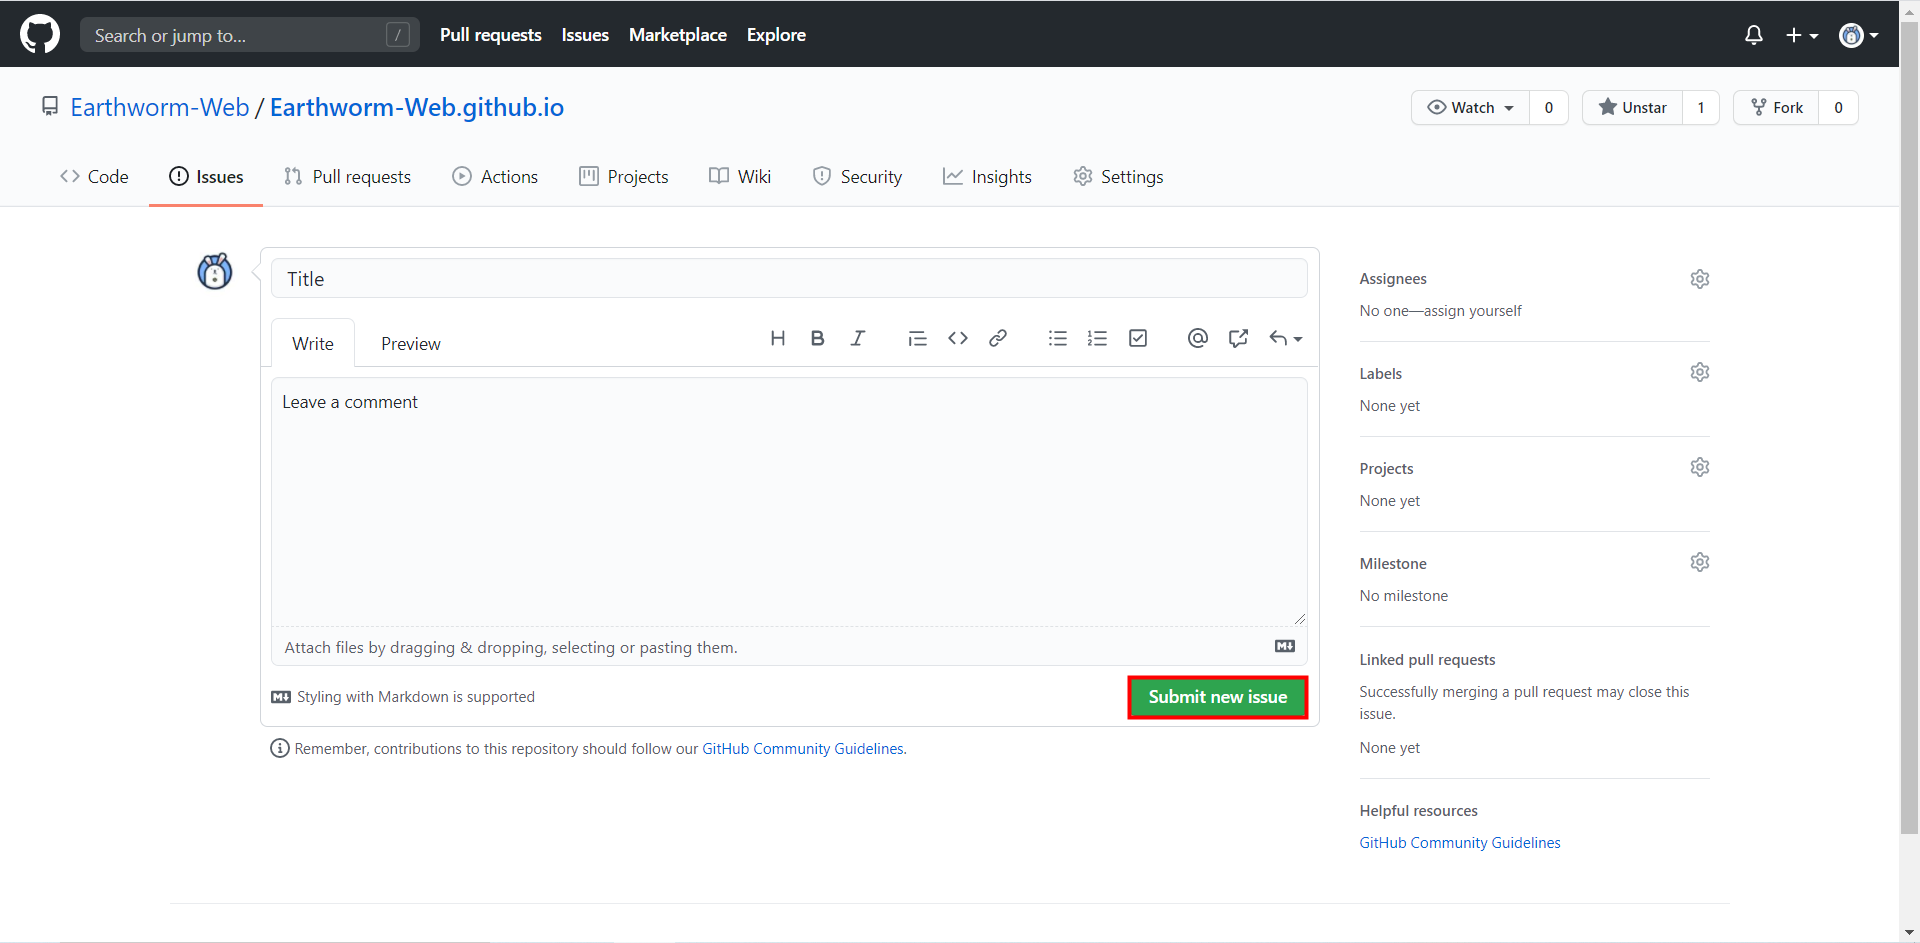 Search or jump to... /
Pull requests Issues Marketplace Explore
Earthworm-Web / Earthworm-Web.github.io
Watch 0 Unstar 1 Fork 0
Code Issues Pull requests Actions Projects Wiki Security Insights Settings
Title
Write Preview
Leave a comment
Attach files by dragging & dropping, selecting or pasting them.
Styling with Markdown is supported
Submit new issue
Remember, contributions to this repository should follow our GitHub Community Guidelines.
Assignees
No one—assign yourself
Labels
None yet
Projects
None yet
Milestone
No milestone
Linked pull requests
Successfully merging a pull request may close this
issue.
None yet
Helpful resources
GitHub Community Guidelines